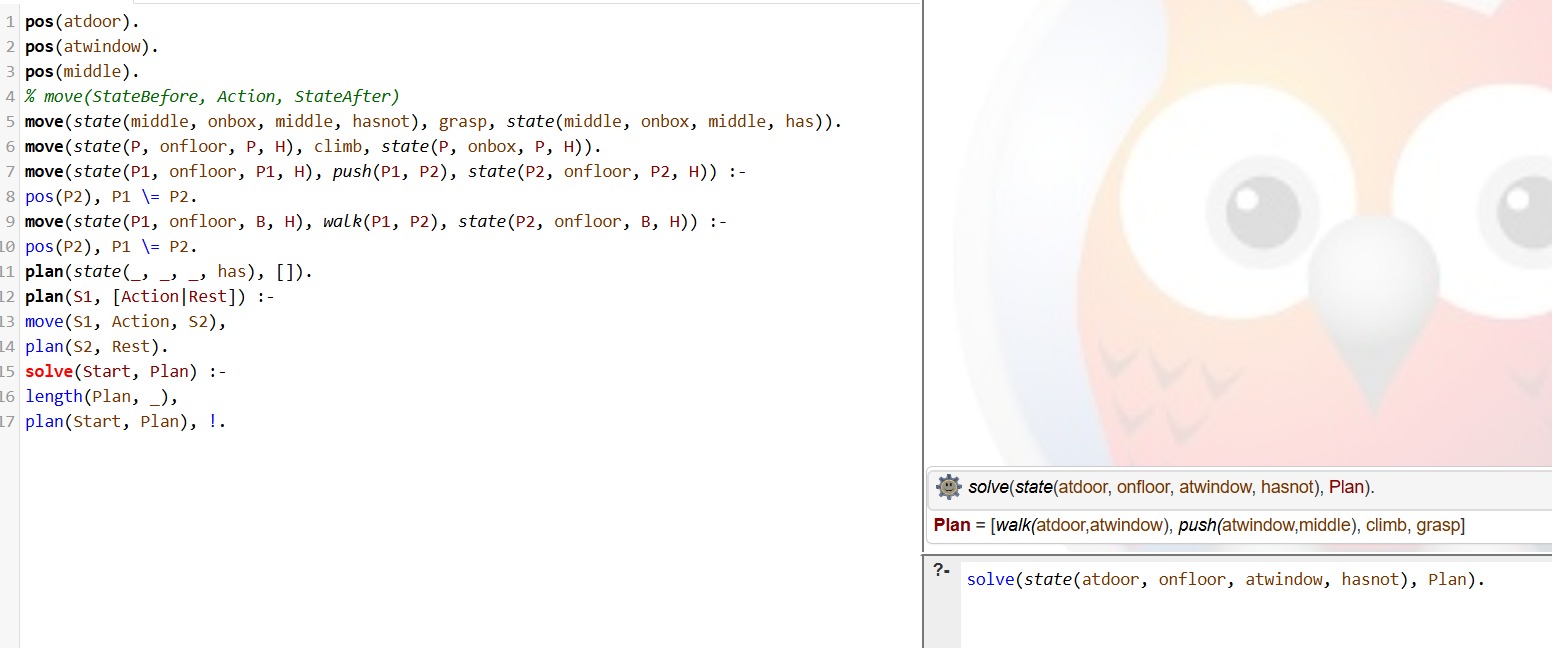 1 pos(atdoor).
2 pos(atwindow).
3 pos(middle).
4 % move(StateBefore, Action, StateAfter)
5 move(state(middle, onbox, middle, hasnot), grasp, state(middle, onbox, middle, has)).
6 move(state(P, onfloor, P, H), climb, state(P, onbox, P, H)).
7 move(state(P1, onfloor, P1, H), push(P1, P2), state(P2, onfloor, P2, H)) :-
8 pos(P2), P1 \= P2.
9 move(state(P1, onfloor, B, H), walk(P1, P2), state(P2, onfloor, B, H)) :-
10 pos(P2), P1 \= P2.
11 plan(state(_, _, _, has), []).
12 plan(S1, [Action|Rest]) :-
13 move(S1, Action, S2),
14 plan(S2, Rest).
15 solve(Start, Plan) :-
16 length(Plan, _),
17 plan(Start, Plan), !.
solve(state(atdoor, onfloor, atwindow, hasnot), Plan).
Plan = [walk(atdoor,atwindow), push(atwindow,middle), climb, grasp]
?- solve(state(atdoor, onfloor, atwindow, hasnot), Plan).